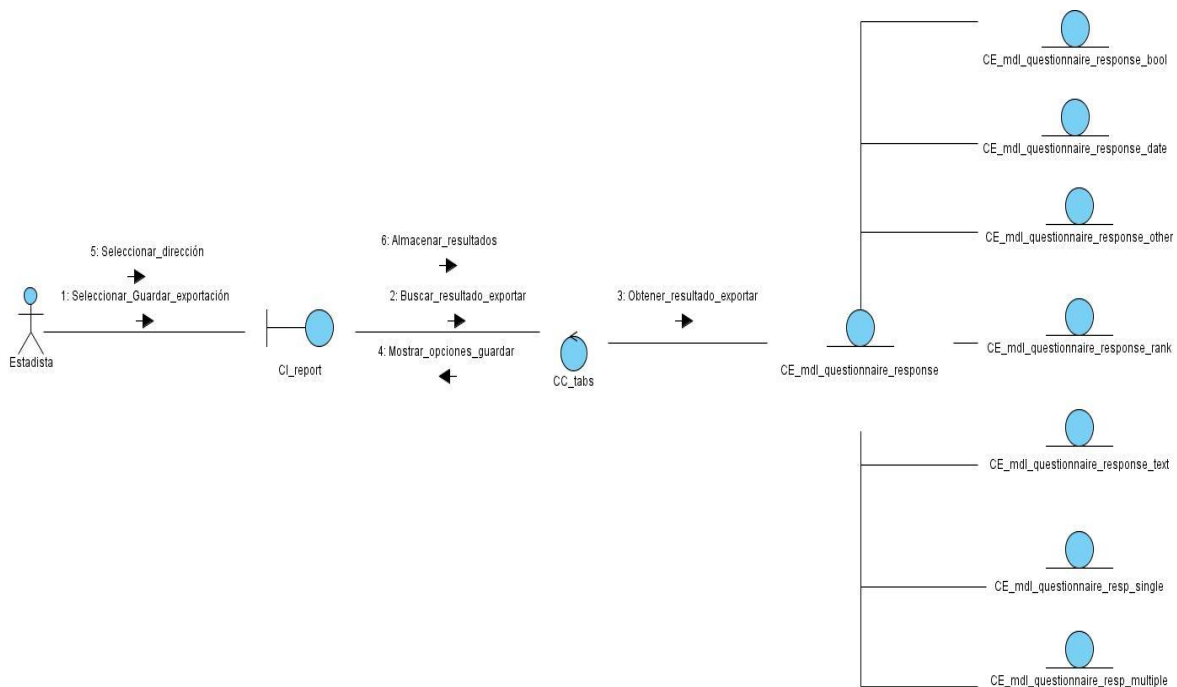 CE_mdl_questionnaire_response_bool
CE_mdl_questionnaire_response_date
CE_mdl_questionnaire_response_other
5: Seleccionar_dirección
6: Almacenar_resultados
1: Seleccionar_Guardar_exportación
2: Buscar_resultado_exportar
3: Obtener_resultado_exportar
4: Mostrar_opciones_guardar
Estadista
CI_report
CC_tabs
CE_mdl_questionnaire_response
CE_mdl_questionnaire_response_rank
CE_mdl_questionnaire_response_text
CE_mdl_questionnaire_resp_single
CE_mdl_questionnaire_resp_multiple